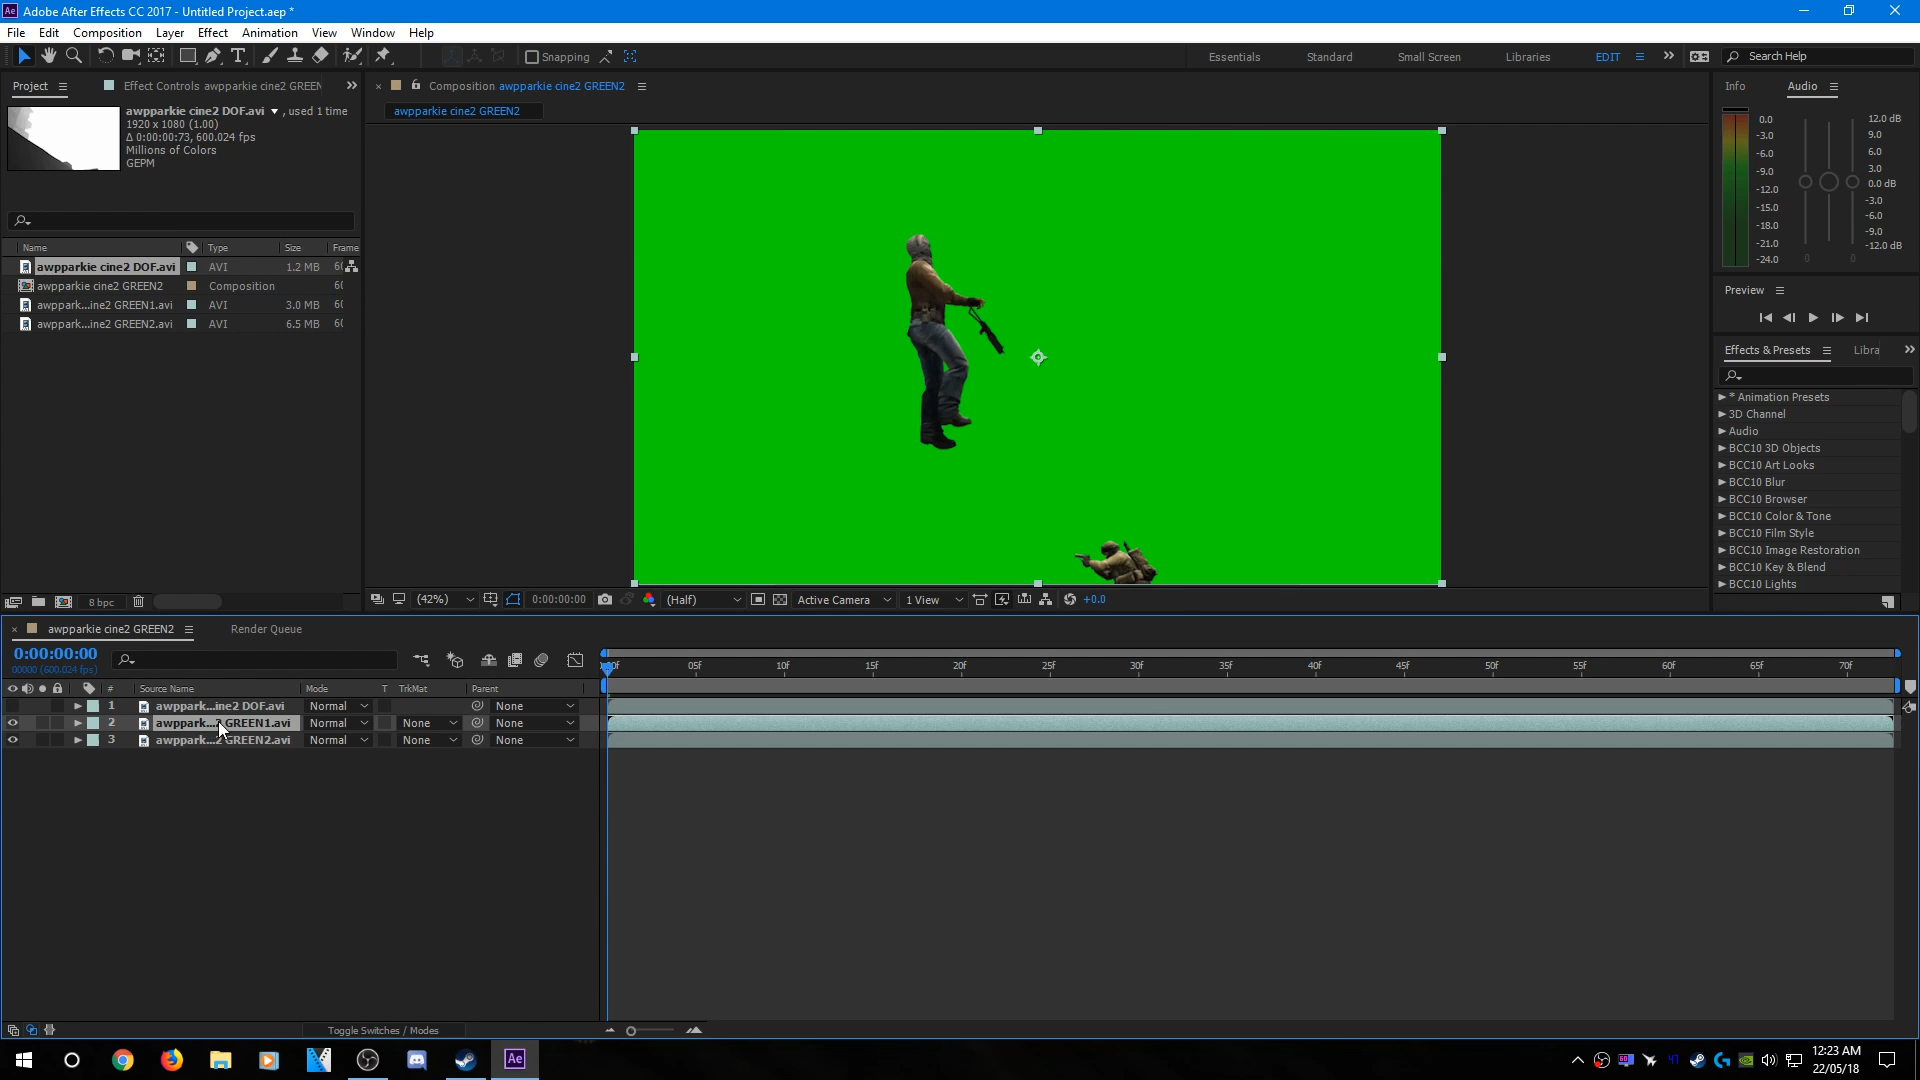 Ae Adobe After Effects CC 2017 - Untitled Project.aep *
File Edit Composition Layer Effect Animation View Window Help
Snapping Essentials Standard Small Screen Libraries EDIT Search Help
Project Effect Controls awpparkie cine2 GREEN
awpparkie cine2 DOF.avi , used 1 time
1920 x 1080 (1.00)
Δ 0:00:00:73, 600.024 fps
Millions of Colors
GEPM
Name Type Size Frame
awpparkie cine2 DOF.avi AVI 1.2 MB 60
awpparkie cine2 GREEN2 Composition 60
awppark...ine2 GREEN1.avi AVI 3.0 MB 60
awppark...ine2 GREEN2.avi AVI 6.5 MB 60
8 bpc
Composition awpparkie cine2 GREEN2
awpparkie cine2 GREEN2
(42%) 0:00:00:00 (Half) Active Camera 1 View +0.0
Info Audio
0.0
-3.0
-6.0
-9.0
-12.0
-15.0
-18.0
-21.0
-24.0
0 0
12.0 dB
9.0
6.0
3.0
0.0 dB
-3.0
-6.0
-9.0
-12.0 dB
Preview
Effects & Presets Libra
* Animation Presets
3D Channel
Audio
BCC10 3D Objects
BCC10 Art Looks
BCC10 Blur
BCC10 Browser
BCC10 Color & Tone
BCC10 Film Style
BCC10 Image Restoration
BCC10 Key & Blend
BCC10 Lights
awpparkie cine2 GREEN2 Render Queue
0:00:00:00
00000 (600.024 fps)
05f 10f 15f 20f 25f 30f 35f 40f 45f 50f 55f 60f 65f 70f
# Source Name Mode T TrkMat Parent
1 awppark...ine2 DOF.avi Normal None
2 awppark...2 GREEN1.avi Normal None None
3 awppark...2 GREEN2.avi Normal None None
Toggle Switches / Modes
Ae
12:23 AM
22/05/18